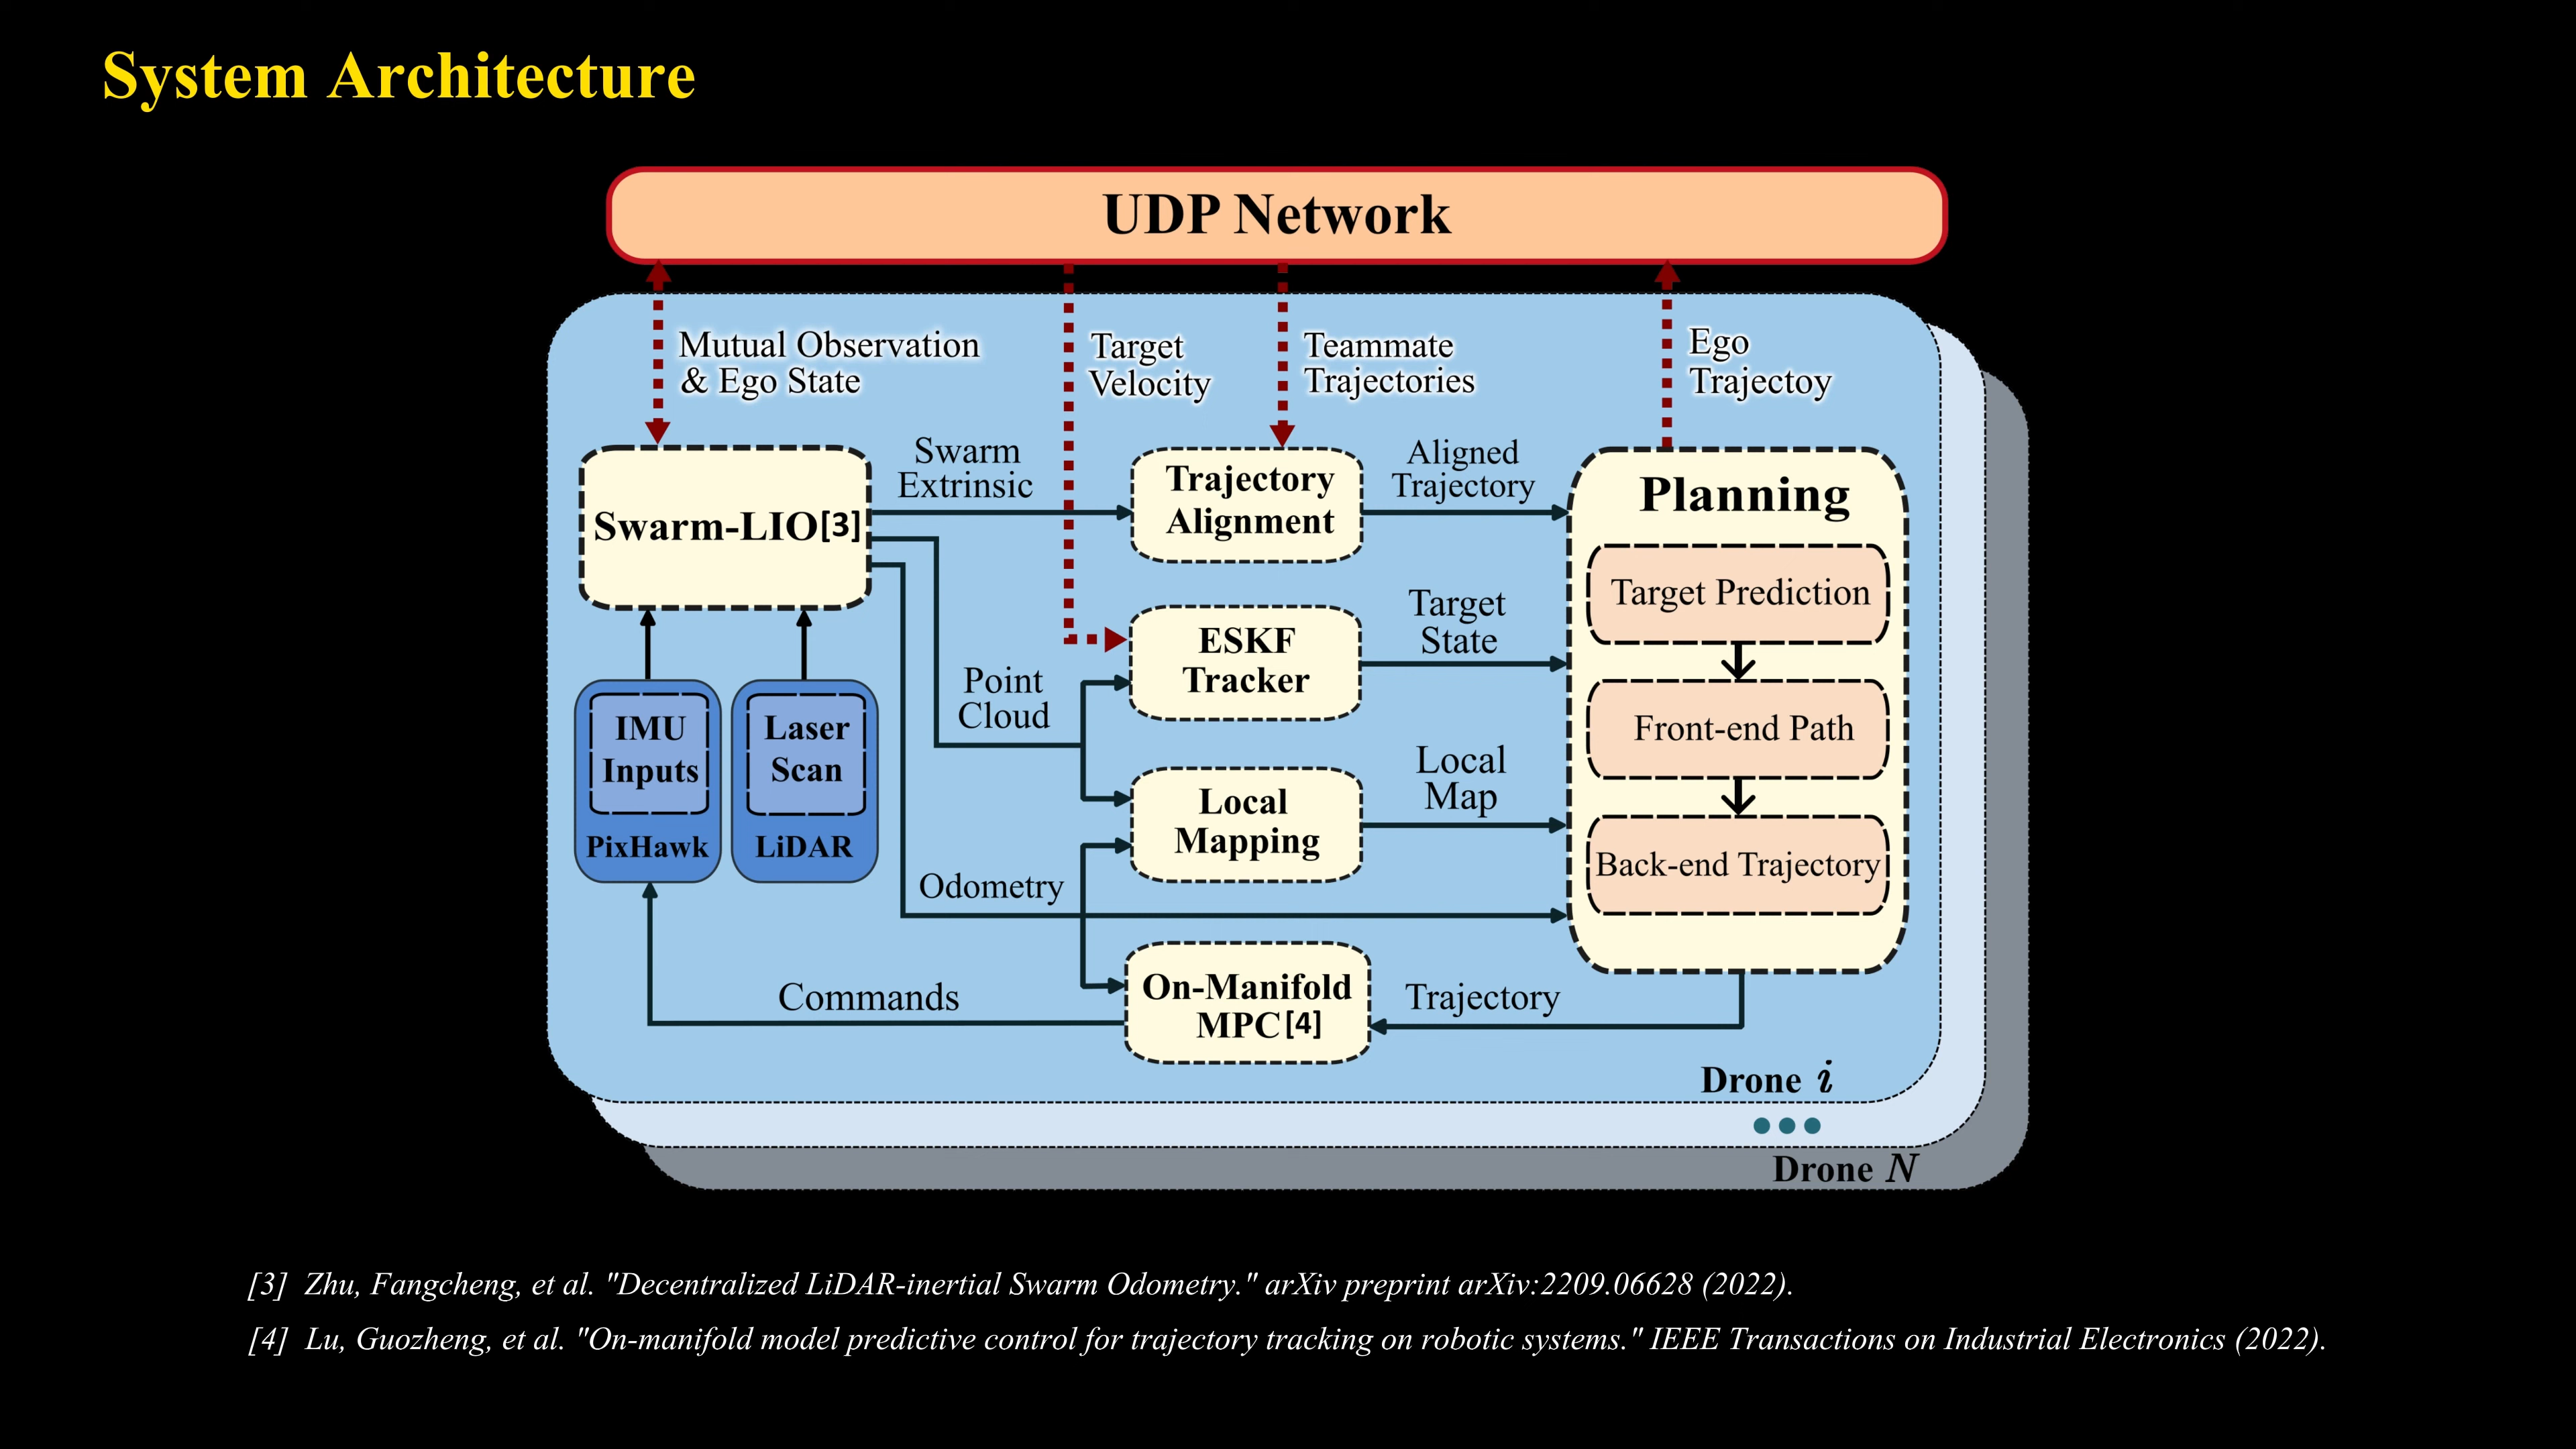 System Architecture
UDP Network
Mutual Observation
& Ego State
Target
Velocity
Teammate
Trajectories
Ego
Trajectoy
Swarm
Extrinsic
Aligned
Trajectory
Swarm-LIO[3]
Trajectory
Alignment
Planning
Target Prediction
Front-end Path
Back-end Trajectory
ESKF
Tracker
Target
State
Point
Cloud
IMU
Inputs
PixHawk
Laser
Scan
LiDAR
Local
Mapping
Local
Map
Odometry
On-Manifold
MPC[4]
Commands
Trajectory
Drone i
Drone N
[3] Zhu, Fangcheng, et al. "Decentralized LiDAR-inertial Swarm Odometry." arXiv preprint arXiv:2209.06628 (2022).
[4] Lu, Guozheng, et al. "On-manifold model predictive control for trajectory tracking on robotic systems." IEEE Transactions on Industrial Electronics (2022).